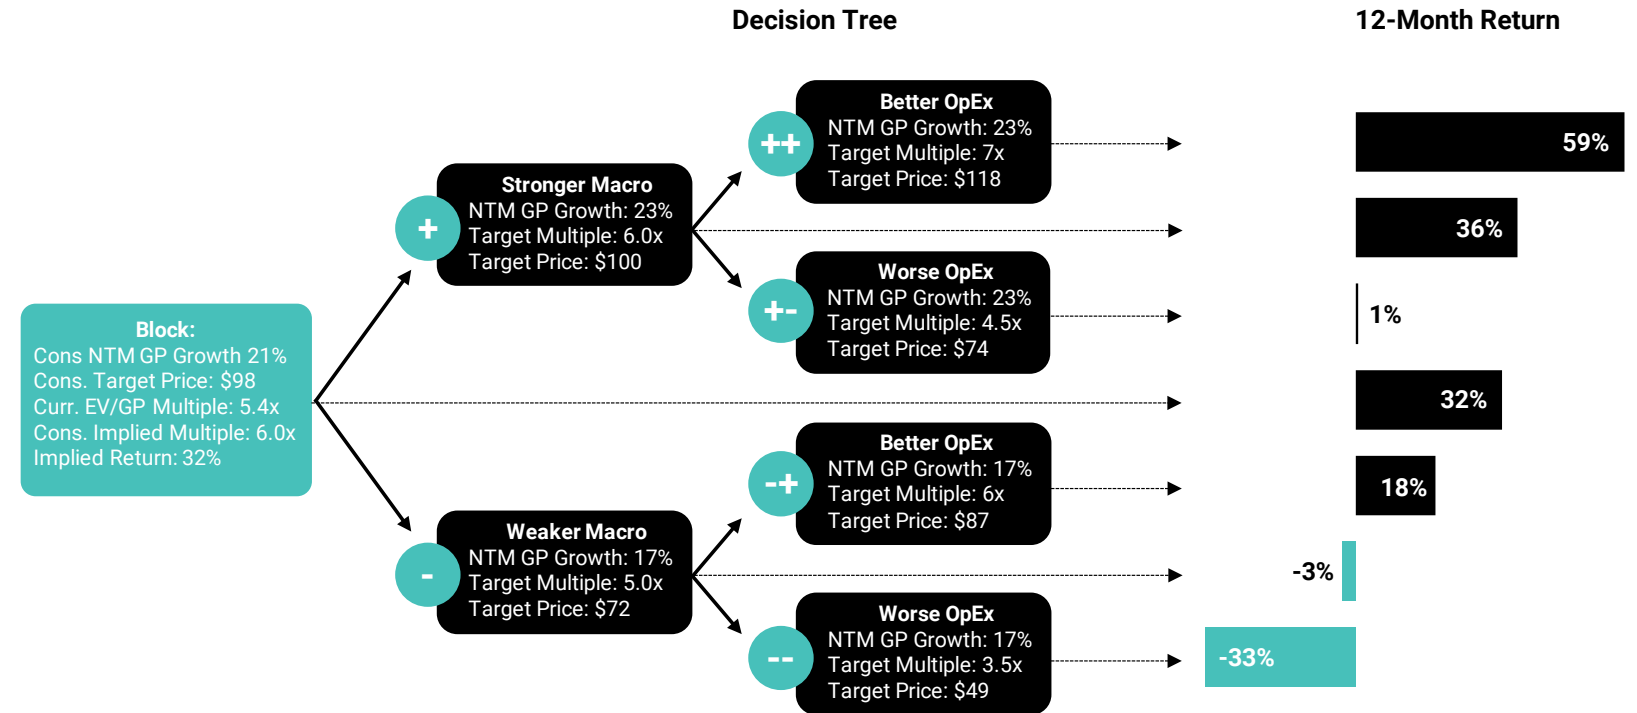 Decision Tree
12-Month Return
Block:
Cons NTM GP Growth 21%
Cons. Target Price: $98
Curr. EV/GP Multiple: 5.4x
Cons. Implied Multiple: 6.0x
Implied Return: 32%
+
Stronger Macro
NTM GP Growth: 23%
Target Multiple: 6.0x
Target Price: $100
-
Weaker Macro
NTM GP Growth: 17%
Target Multiple: 5.0x
Target Price: $72
++
Better OpEx
NTM GP Growth: 23%
Target Multiple: 7x
Target Price: $118
+-
Worse OpEx
NTM GP Growth: 23%
Target Multiple: 4.5x
Target Price: $74
-+
Better OpEx
NTM GP Growth: 17%
Target Multiple: 6x
Target Price: $87
--
Worse OpEx
NTM GP Growth: 17%
Target Multiple: 3.5x
Target Price: $49
59%
36%
1%
32%
18%
-3%
-33%